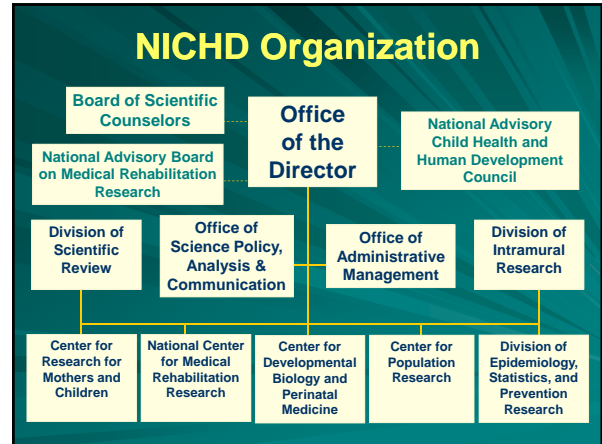 NICHD Organization
Board of Scientific
Counselors
Office
of the
Director
National Advisory
Child Health and
Human Development
Council
National Advisory Board
on Medical Rehabilitation
Research
Division of
Scientific
Review
Office of
Science Policy,
Analysis &
Communication
Office of
Administrative
Management
Division of
Intramural
Research
Center for
Research for
Mothers and
Children
National Center
for Medical
Rehabilitation
Research
Center for
Developmental
Biology and
Perinatal
Medicine
Center for
Population
Research
Division of
Epidemiology,
Statistics, and
Prevention
Research